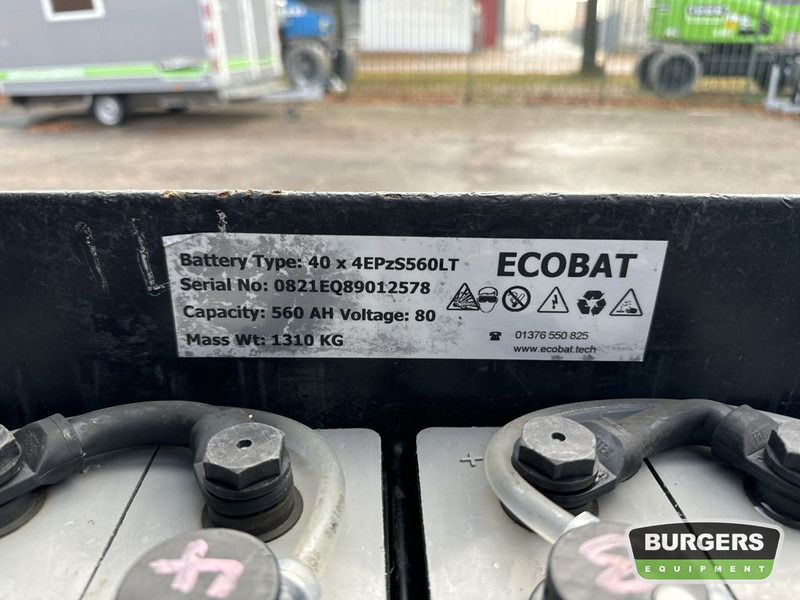 Battery Type: 40 x 4EPzS560LT
ECOBAT
Serial No: 0821EQ89012578
Capacity: 560 AH Voltage: 80
Mass Wt: 1310 KG
01376 550 825
www.ecobat.tech
+
4
BURGERS
EQUIPMENT